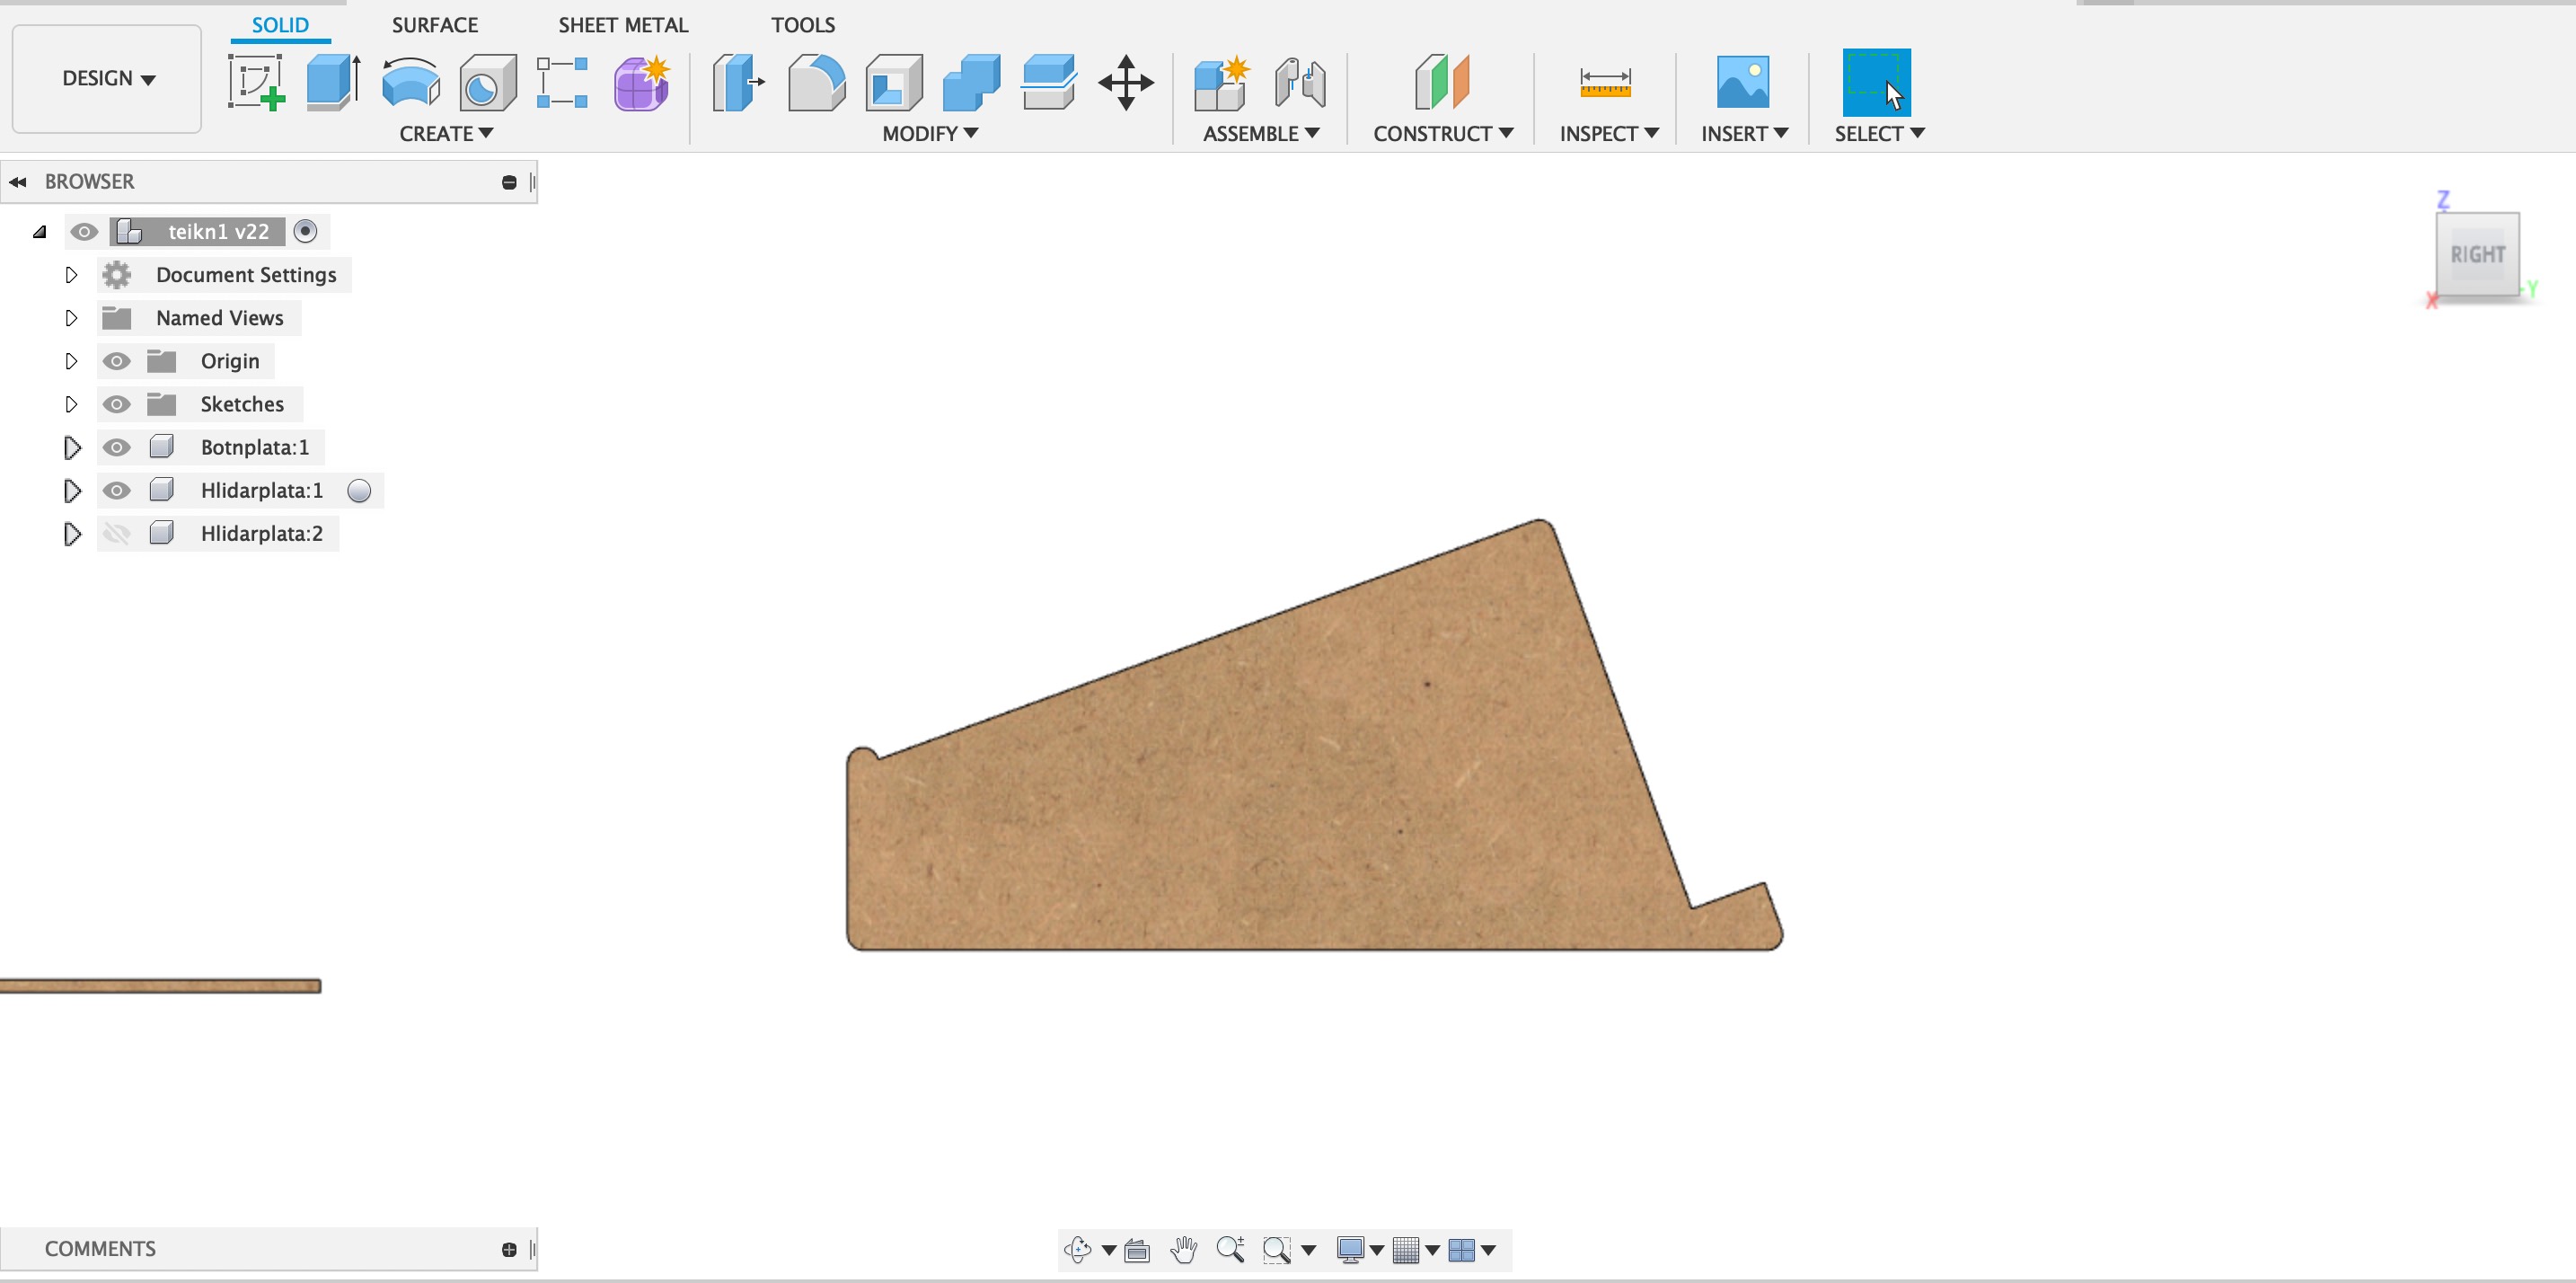 SOLID SURFACE SHEET METAL TOOLS
DESIGN
CREATE MODIFY ASSEMBLE CONSTRUCT INSPECT INSERT SELECT
BROWSER
teikn1 v22
Document Settings
Named Views
Origin
Sketches
Botnplata:1
Hlidarplata:1
Hlidarplata:2
Z
RIGHT
X
-Y
COMMENTS